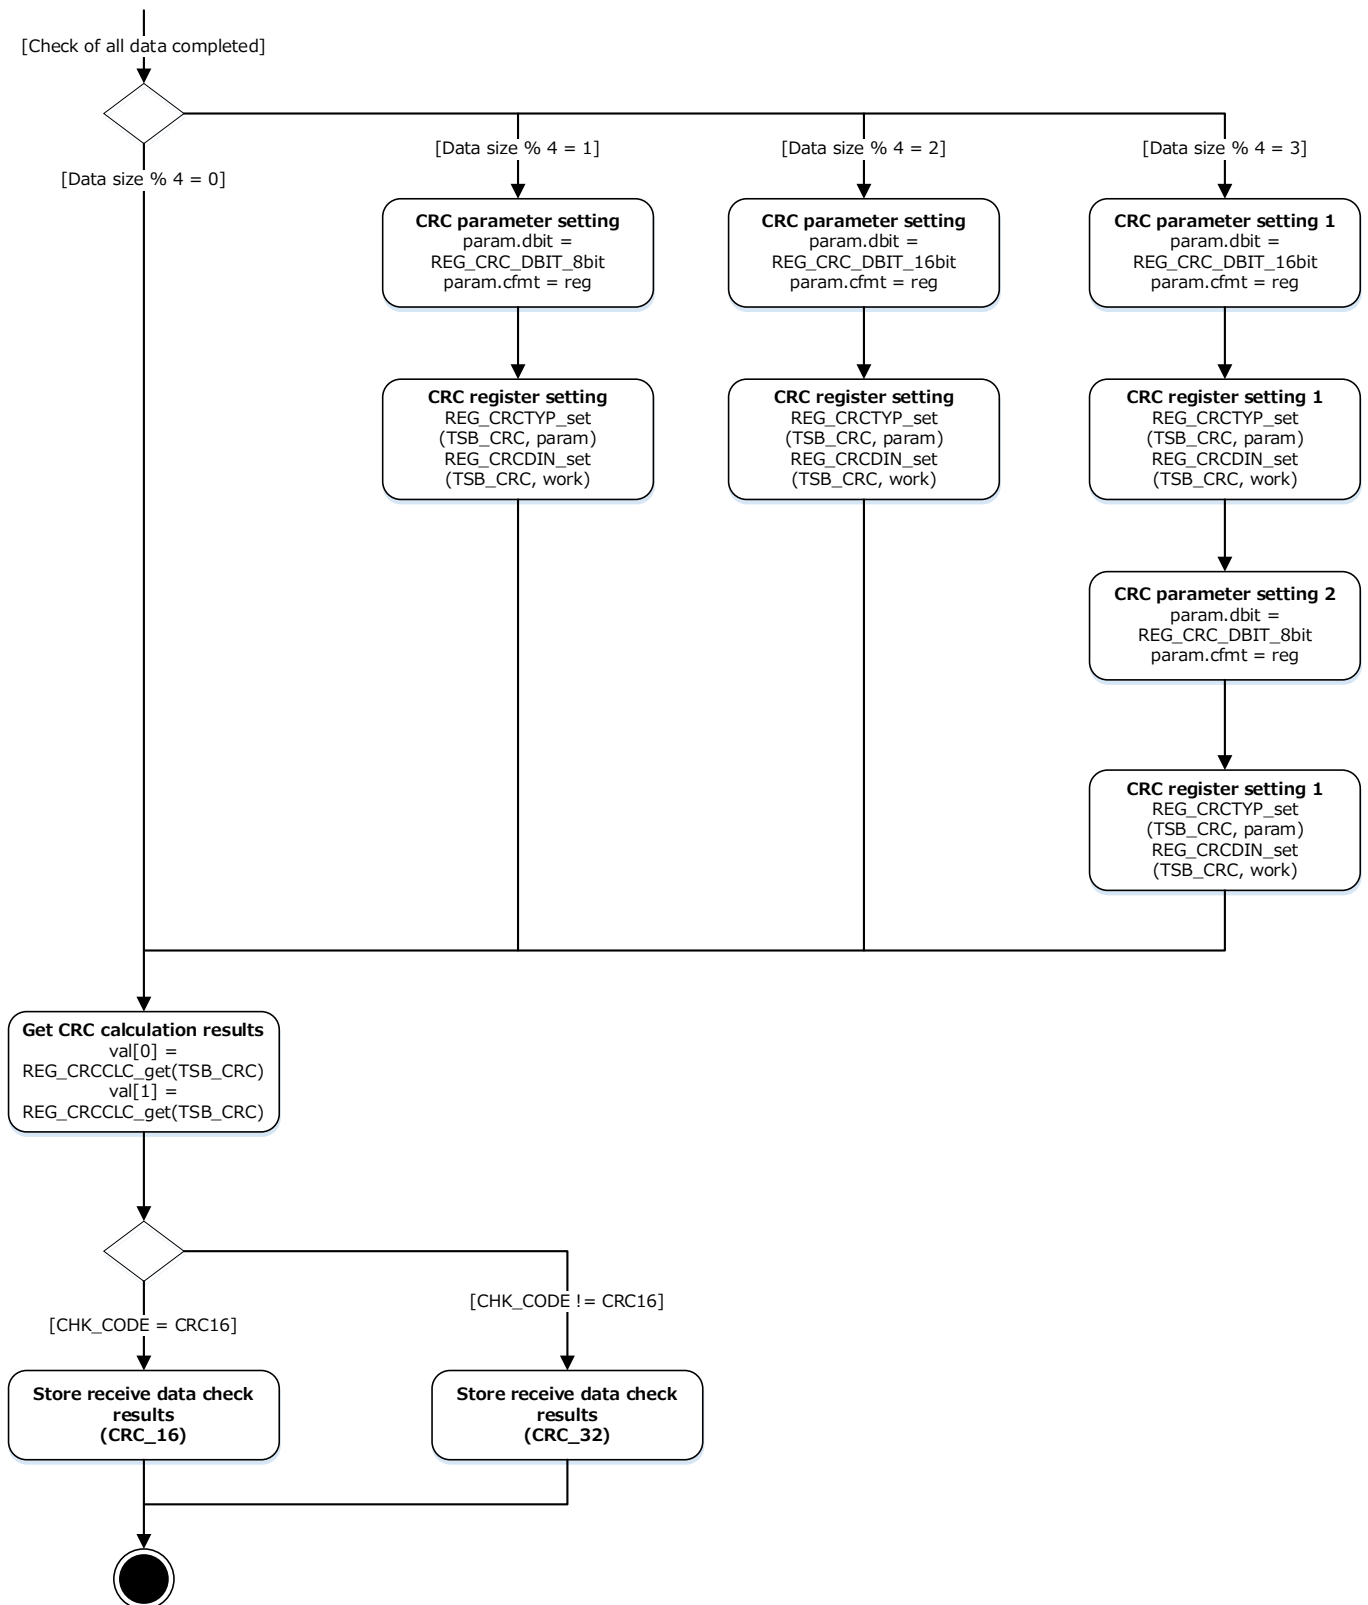 [Check of all data completed]
[Data size % 4 = 0]
[Data size % 4 = 1]
[Data size % 4 = 2]
[Data size % 4 = 3]
CRC parameter setting
param.dbit =
REG_CRC_DBIT_8bit
param.cfmt = reg
CRC parameter setting
param.dbit =
REG_CRC_DBIT_16bit
param.cfmt = reg
CRC parameter setting 1
param.dbit =
REG_CRC_DBIT_16bit
param.cfmt = reg
CRC register setting
REG_CRCTYP_set
(TSB_CRC, param)
REG_CRCDIN_set
(TSB_CRC, work)
CRC register setting
REG_CRCTYP_set
(TSB_CRC, param)
REG_CRCDIN_set
(TSB_CRC, work)
CRC register setting 1
REG_CRCTYP_set
(TSB_CRC, param)
REG_CRCDIN_set
(TSB_CRC, work)
CRC parameter setting 2
param.dbit =
REG_CRC_DBIT_8bit
param.cfmt = reg
CRC register setting 1
REG_CRCTYP_set
(TSB_CRC, param)
REG_CRCDIN_set
(TSB_CRC, work)
Get CRC calculation results
val[0] =
REG_CRCCLC_get(TSB_CRC)
val[1] =
REG_CRCCLC_get(TSB_CRC)
[CHK_CODE = CRC16]
[CHK_CODE != CRC16]
Store receive data check
results
(CRC_16)
Store receive data check
results
(CRC_32)